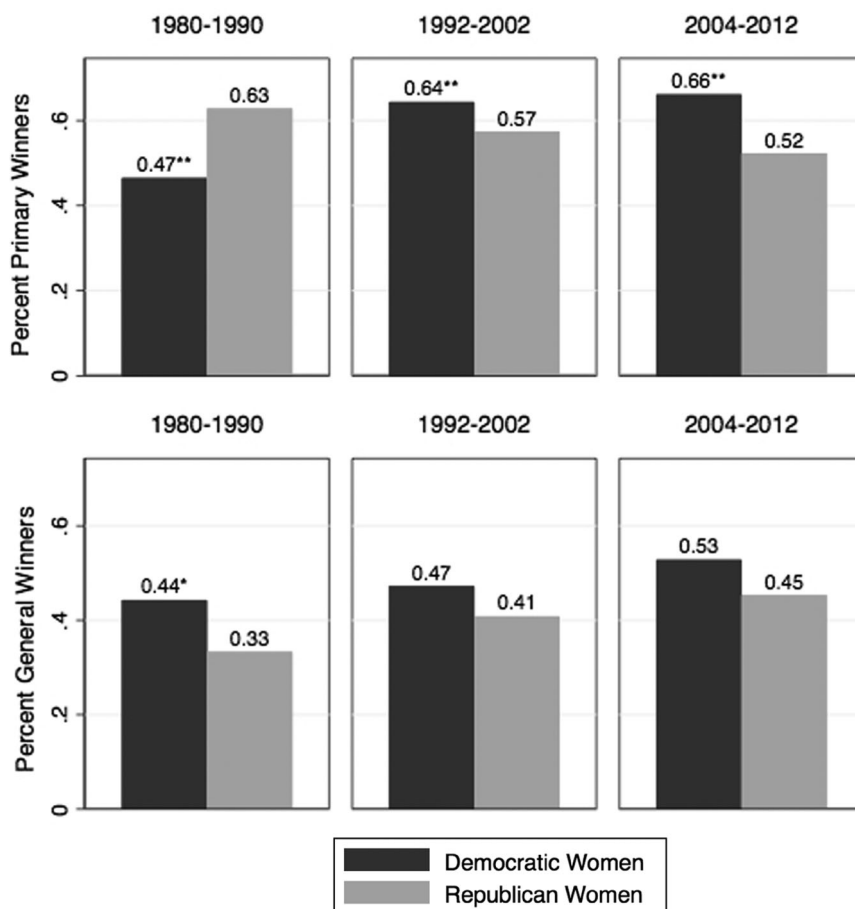 1980-1990 1992-2002 2004-2012
Percent Primary Winners
.6
.4
.2
0
0.47** 0.63
0.64** 0.57
0.66** 0.52
1980-1990 1992-2002 2004-2012
Percent General Winners
.6
.4
.2
0
0.44* 0.33
0.47 0.41
0.53 0.45
Democratic Women
Republican Women